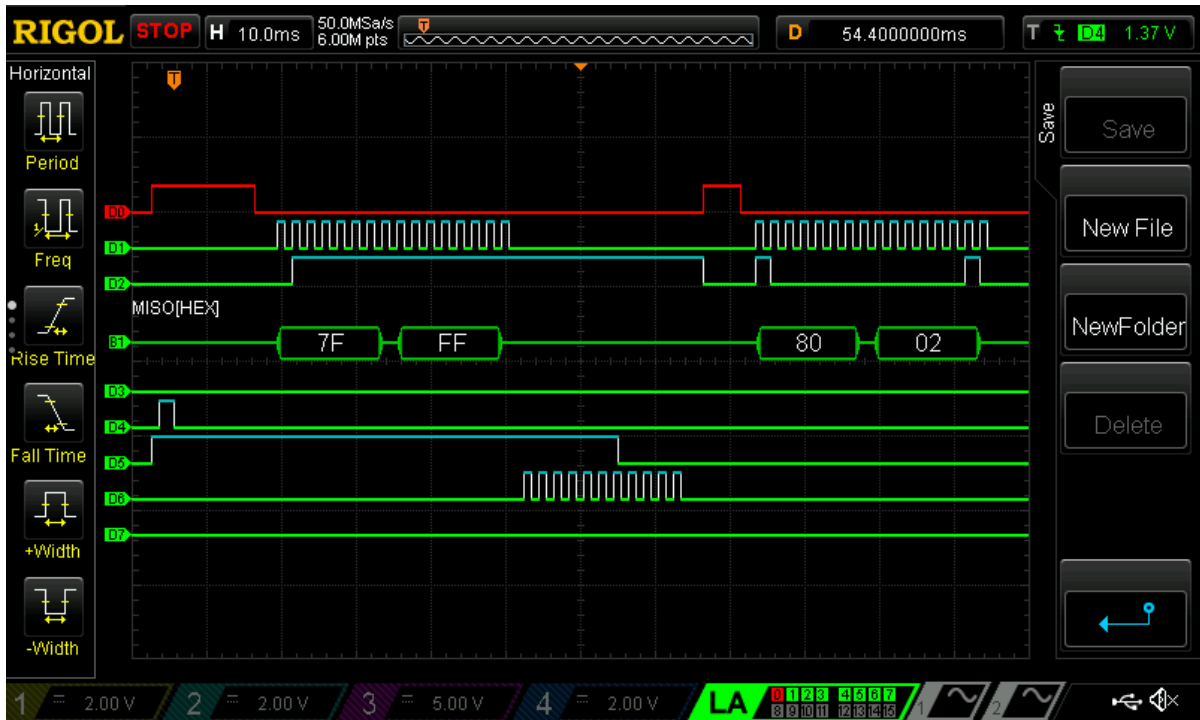 RIGOL STOP H 10.0ms 50.0MSa/s 6.00M pts T D 54.4000000ms T D4 1.37 V
Horizontal
T
Period
Freq
Rise Time
Fall Time
+Width
-Width
D0
D1
D2
MISO[HEX]
B1 7F FF 80 02
D3
D4
D5
D6
D7
Save
Save
New File
NewFolder
Delete
1 = 2.00 V 2 = 2.00 V 3 = 5.00 V 4 = 2.00 V LA 0 1 2 3 4 5 6 7 1 2
8 9 10 11 12 13 14 15